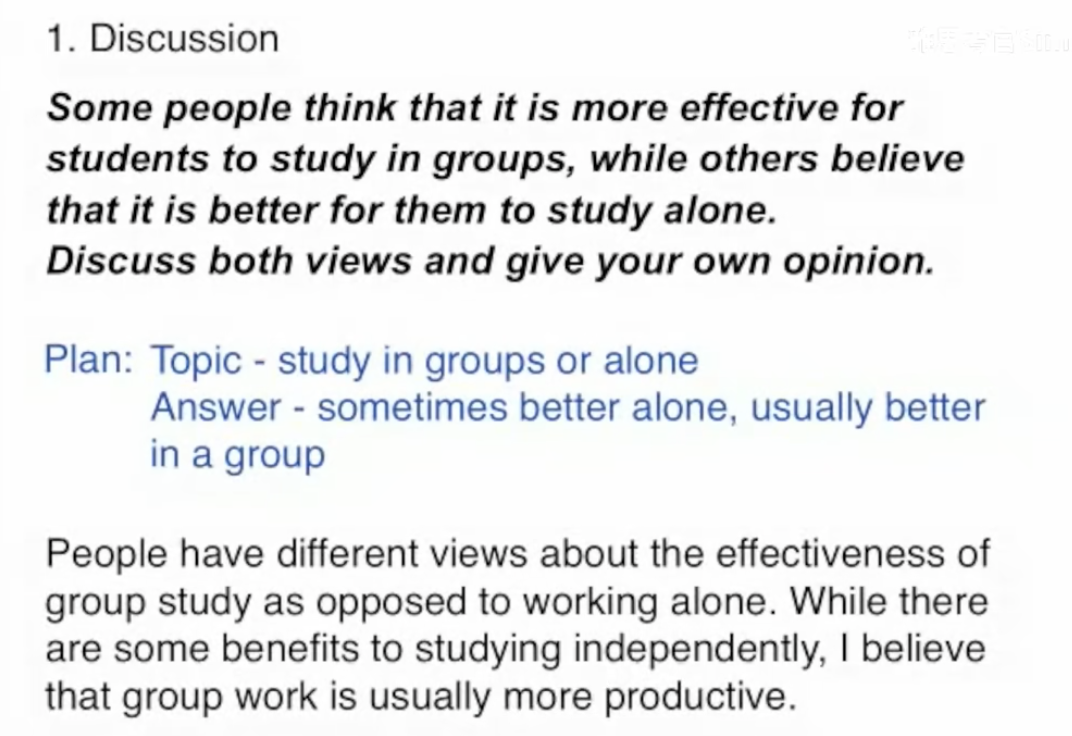 1. Discussion
Some people think that it is more effective for
students to study in groups, while others believe
that it is better for them to study alone.
Discuss both views and give your own opinion.
Plan: Topic - study in groups or alone
Answer - sometimes better alone, usually better
in a group
People have different views about the effectiveness of
group study as opposed to working alone. While there
are some benefits to studying independently, I believe
that group work is usually more productive.